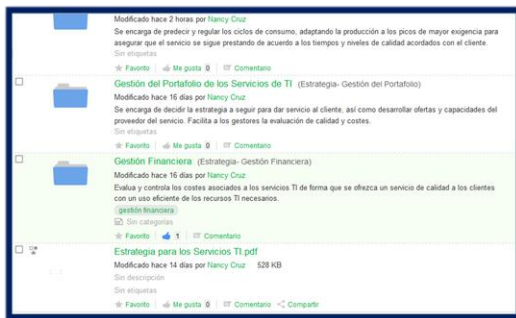 Modificado hace 2 horas por Nancy Cruz
Se encarga de predecir y regular los ciclos de consumo, adaptando la producción a los picos de mayor exigencia para
asegurar que el servicio se sigue prestando de acuerdo a los tiempos y niveles de calidad acordados con el cliente.
Sin etiquetas
Favorito Me gusta 0 Comentario
Gestión del Portafolio de los Servicios de TI (Estrategia- Gestión del Portafolio)
Modificado hace 16 días por Nancy Cruz
Se encarga de decidir la estrategia a seguir para dar servicio al cliente, así como desarrollar ofertas y capacidades del
proveedor del servicio. Facilita a los gestores la evaluación de calidad y costes.
Sin etiquetas
Favorito Me gusta 0 Comentario
Gestión Financiera (Estrategia- Gestión Financiera)
Modificado hace 16 días por Nancy Cruz
Evalua y controla los costes asociados a los servicios TI de forma que se ofrezca un servicio de calidad a los clientes
con un uso eficiente de los recursos TI necesarios.
gestión financiera
Sin categorías
Favorito 1 Comentario
Estrategia para los Servicios TI.pdf
Modificado hace 14 días por Nancy Cruz 528 KB
Sin descripción
Sin etiquetas
Favorito Me gusta 0 Comentario Compartir